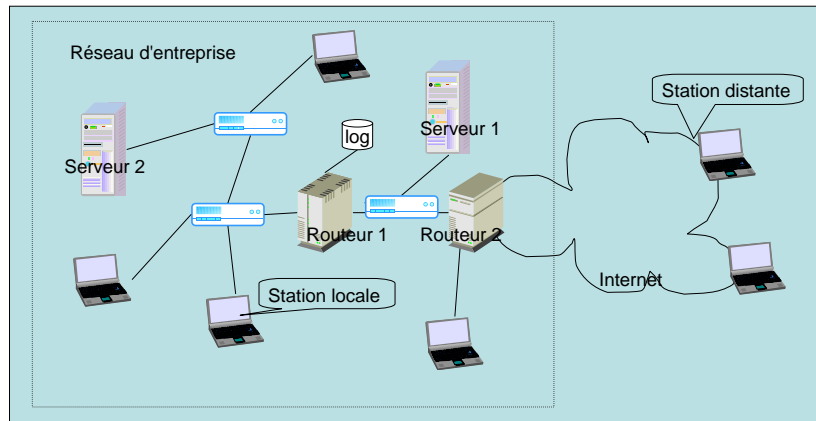 Réseau d'entreprise
Station distante
log
Serveur 1
Serveur 2
Routeur 1
Routeur 2
Internet
Station locale